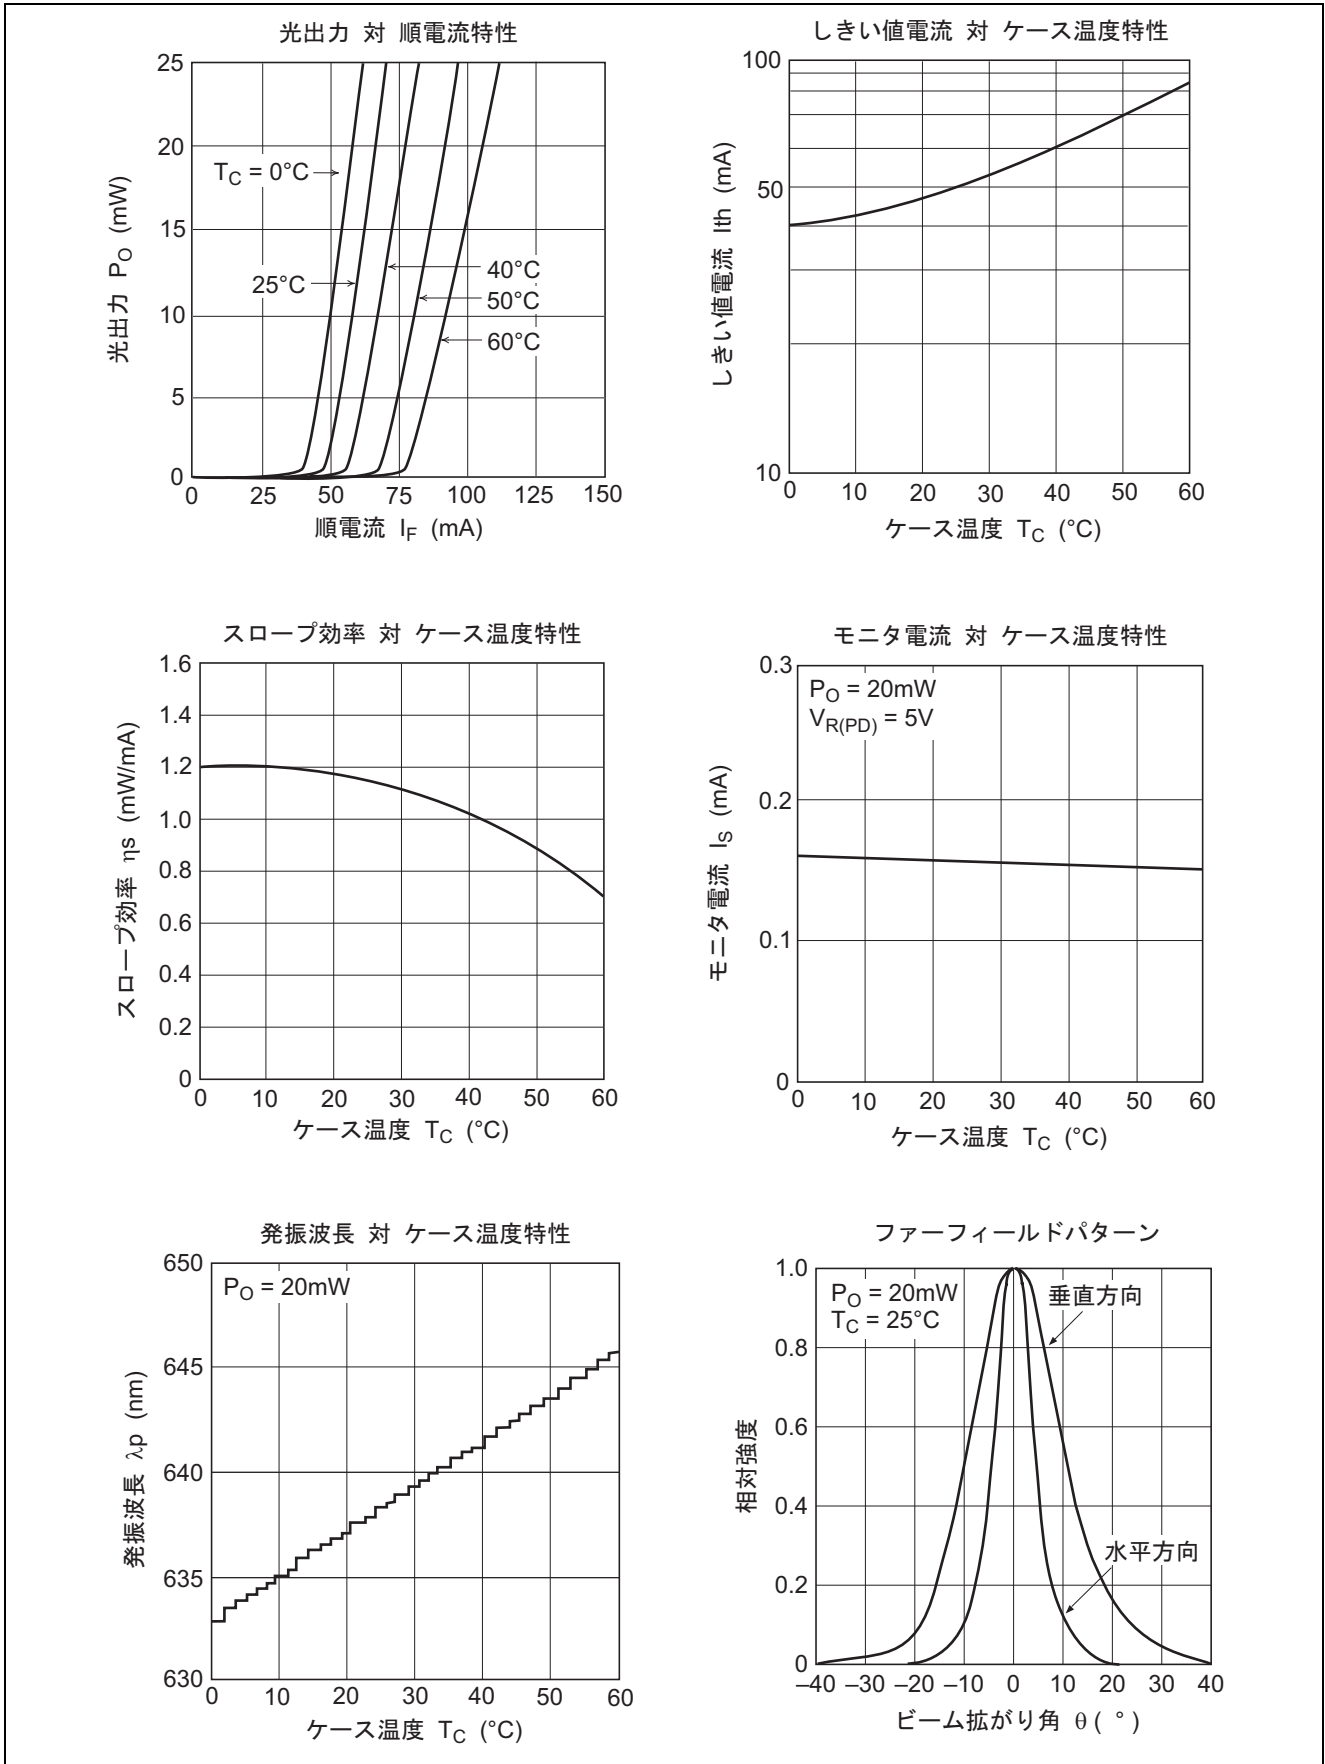 光出力 対 順電流特性
25
20
15
10
5
0
光出力 PO (mW)
TC = 0°C
25°C
40°C
50°C
60°C
0 25 50 75 100 125 150
順電流 IF (mA)
しきい値電流 対 ケース温度特性
100
50
10
しきい値電流 Ith (mA)
0 10 20 30 40 50 60
ケース温度 TC (°C)
スロープ効率 対 ケース温度特性
1.6
1.4
1.2
1.0
0.8
0.6
0.4
0.2
0
スロープ効率 ηs (mW/mA)
0 10 20 30 40 50 60
ケース温度 TC (°C)
モニタ電流 対 ケース温度特性
0.3
0.2
0.1
0
モニタ電流 IS (mA)
PO = 20mW
VR(PD) = 5V
0 10 20 30 40 50 60
ケース温度 TC (°C)
発振波長 対 ケース温度特性
650
645
640
635
630
発振波長 λp (nm)
PO = 20mW
0 10 20 30 40 50 60
ケース温度 TC (°C)
ファーフィールドパターン
1.0
0.8
0.6
0.4
0.2
0
相対強度
PO = 20mW
TC = 25°C
垂直方向
水平方向
–40 –30 –20 –10 0 10 20 30 40
ビーム拡がり角 θ ( ° )